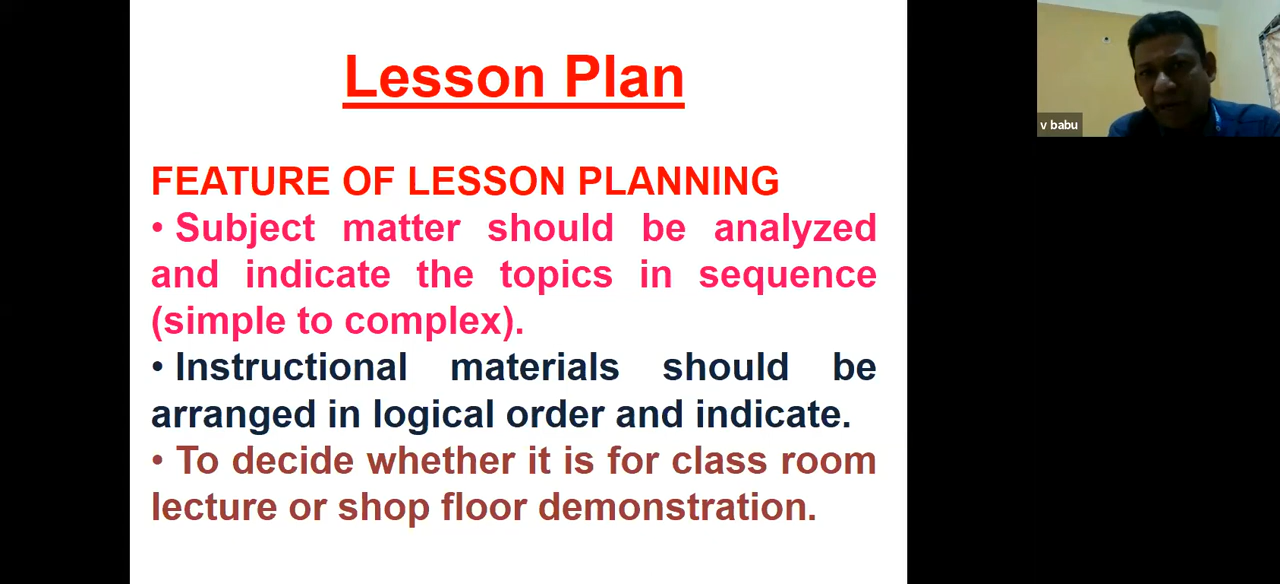 Lesson Plan
FEATURE OF LESSON PLANNING
• Subject matter should be analyzed
and indicate the topics in sequence
(simple to complex).
• Instructional materials should be
arranged in logical order and indicate.
• To decide whether it is for class room
lecture or shop floor demonstration.
v babu